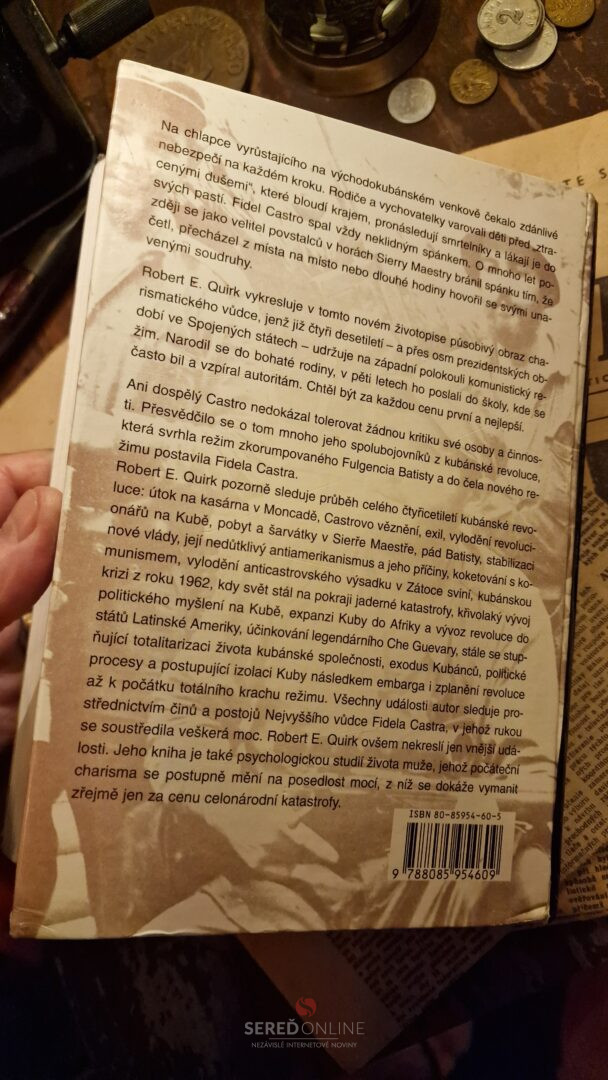 Na chlapce vyrůstajícího na východokubánském venkově čekalo zdánlivé
nebezpečí na každém kroku. Rodiče a vychovatelky varovali děti před „ztra-
cenými dušemi“, které bloudí krajem, pronásledují smrtelníky a lákají je do
svých pastí. Fidel Castro spal vždy neklidným spánkem. O mnoho let po-
zději se jako velitel povstalců v horách Sierry Maestry bránil spánku tím, že
četl, přecházel z místa na místo nebo dlouhé hodiny hovořil se svými una-
venými soudruhy.
Robert E. Quirk vykresluje v tomto novém životopise působivý obraz cha-
rismatického vůdce, jenž již čtyři desetiletí – a přes osm prezidentských ob-
dobí ve Spojených státech – udržuje na západní polokouli komunistický re-
žim. Narodil se do bohaté rodiny, v pěti letech ho poslali do školy, kde se
často bil a vzpíral autoritám. Chtěl být za každou cenu první a nejlepší.
Ani dospělý Castro nedokázal tolerovat žádnou kritiku své osoby a činnos-
ti. Přesvědčilo se o tom mnoho jeho spolubojovníků z kubánské revoluce,
která svrhla režim zkorumpovaného Fulgencia Batisty a do čela nového re-
žimu postavila Fidela Castra.
Robert E. Quirk pozorně sleduje průběh celého čtyřicetiletí kubánské revo-
luce: útok na kasárna v Moncadě, Castrovo věznění, exil, vylodění revoluci-
onářů na Kubě, pobyt a šarvátky v Sieře Maestře, pád Batisty, stabilizaci
nové vlády, její nedůtklivý antiamerikanismus a jeho příčiny, koketování s ko-
munismem, vylodění anticastrovského výsadku v Zátoce sviní, kubánskou
krizi z roku 1962, kdy svět stál na pokraji jaderné katastrofy, křivolaký vývoj
politického myšlení na Kubě, expanzi Kuby do Afriky a vývoz revoluce do
států Latinské Ameriky, účinkování legendárního Che Guevary, stále se stup-
ňující totalitarizaci života kubánské společnosti, exodus Kubánců, politické
procesy a postupující izolaci Kuby následkem embarga i zplanění revoluce
až k počátku totálního krachu režimu. Všechny události autor sleduje pro-
střednictvím činů a postojů Nejvyššího vůdce Fidela Castra, v jehož rukou
se soustředila veškerá moc. Robert E. Quirk ovšem nekreslí jen vnější udá-
losti. Jeho kniha je také psychologickou studií života muže, jehož počáteční
charisma se postupně mění na posedlost mocí, z níž se dokáže vymanit
zřejmě jen za cenu celonárodní katastrofy.
ISBN 80-85954-60-5
9 788085 954609
SEREĎONLINE
NEZÁVISLÉ INTERNETOVÉ NOVINY